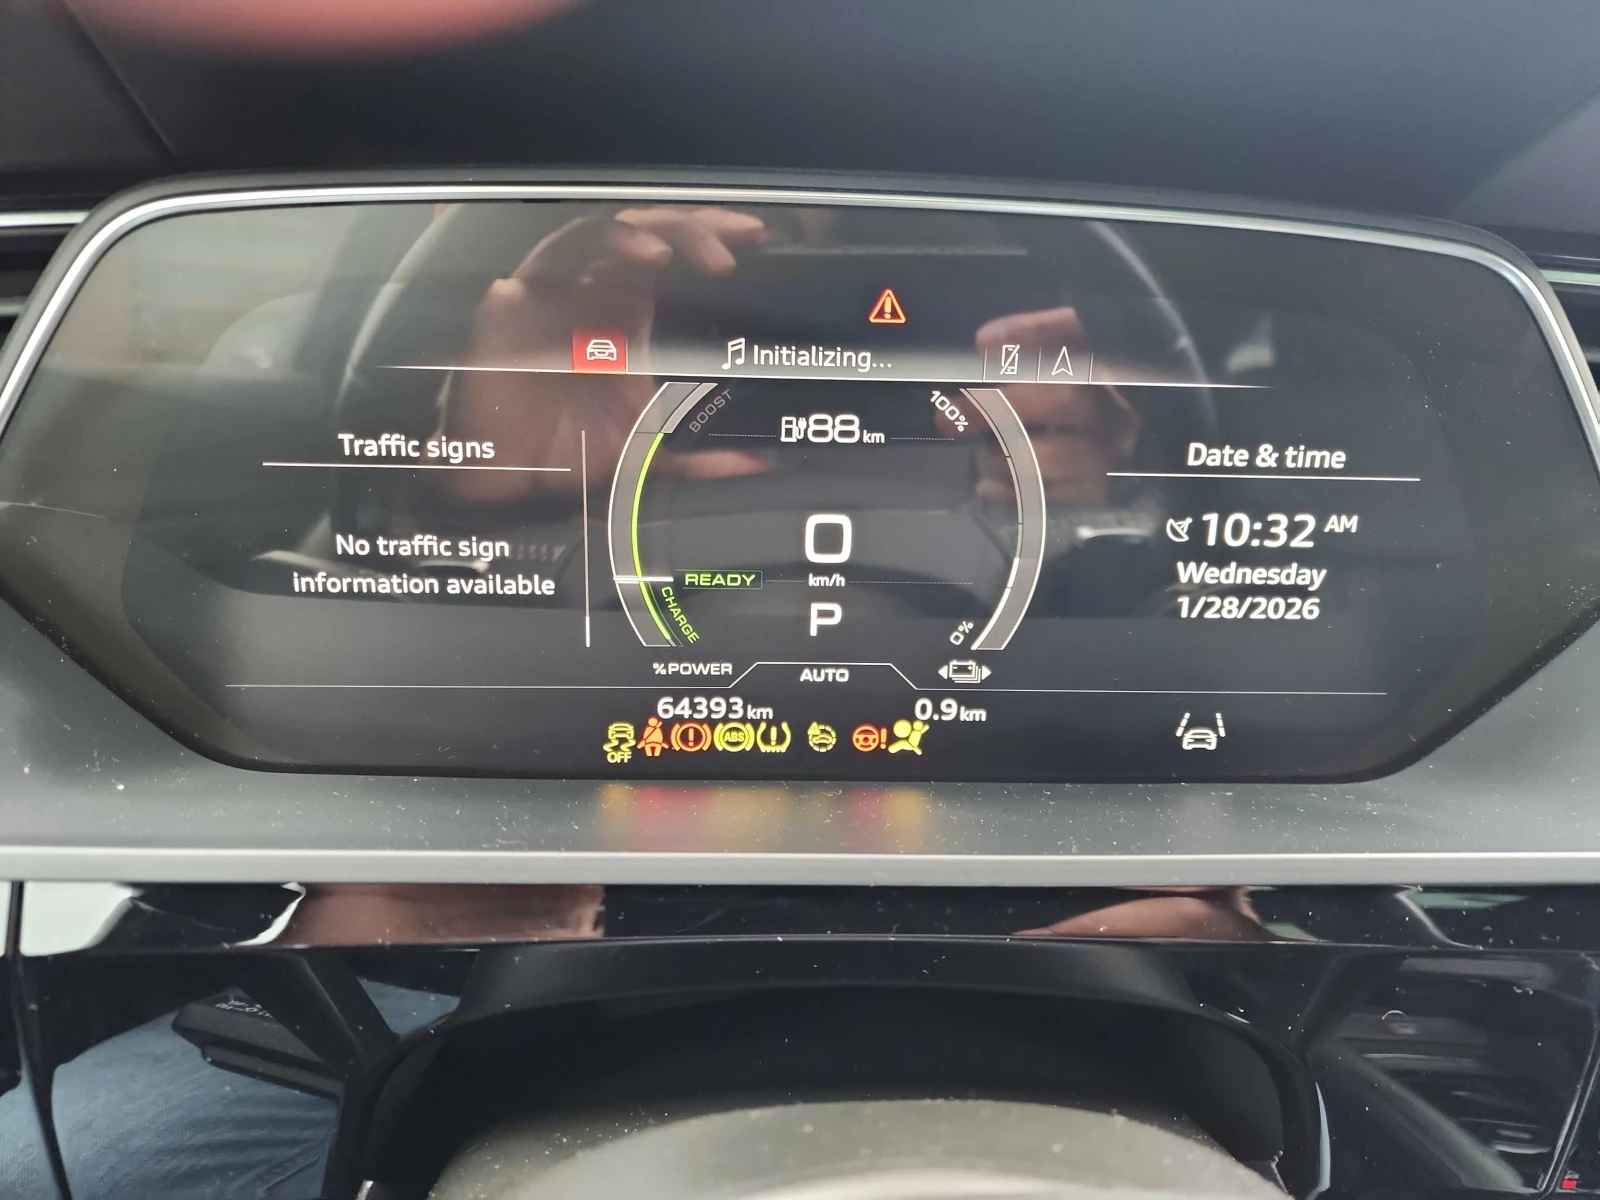 Initializing...
BOOST
100%
88 km
Traffic signs
Date & time
10:32 AM
No traffic sign
information available
0
km/h
READY
Wednesday
1/28/2026
CHARGE
P
0%
%POWER
AUTO
64393 km
0.9 km
OFF
ABS